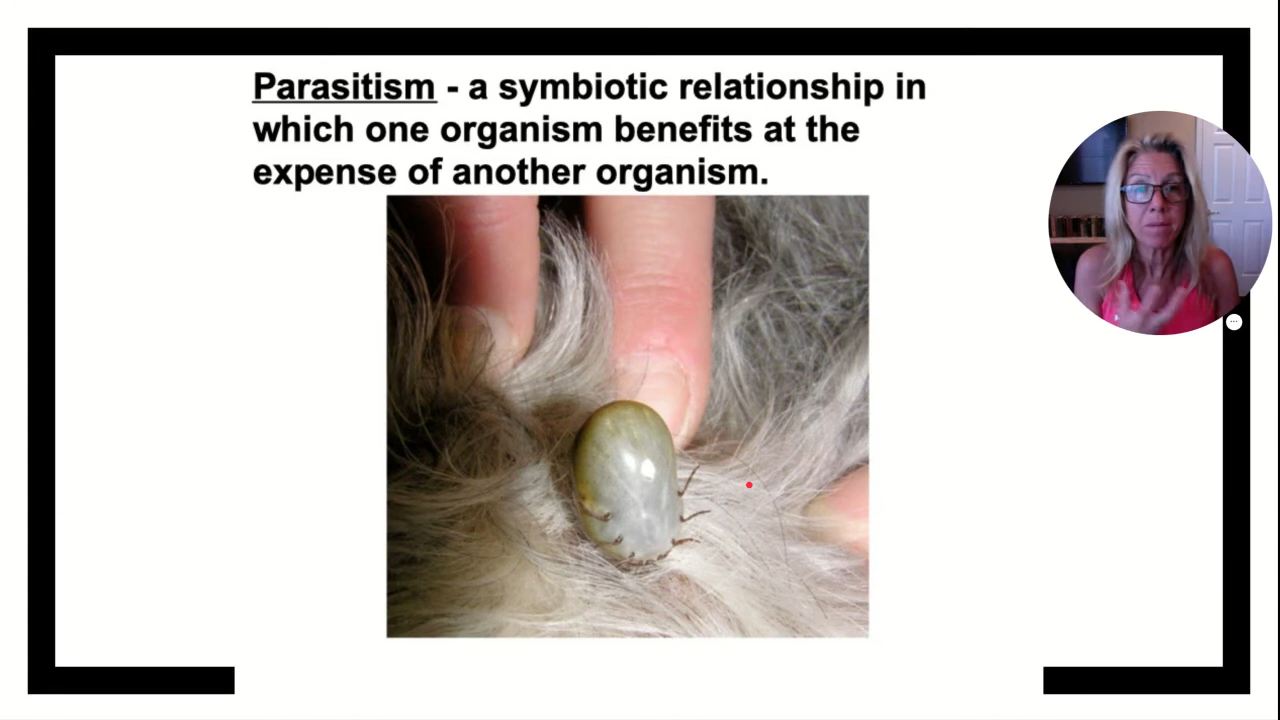 Parasitism - a symbiotic relationship in
which one organism benefits at the
expense of another organism.